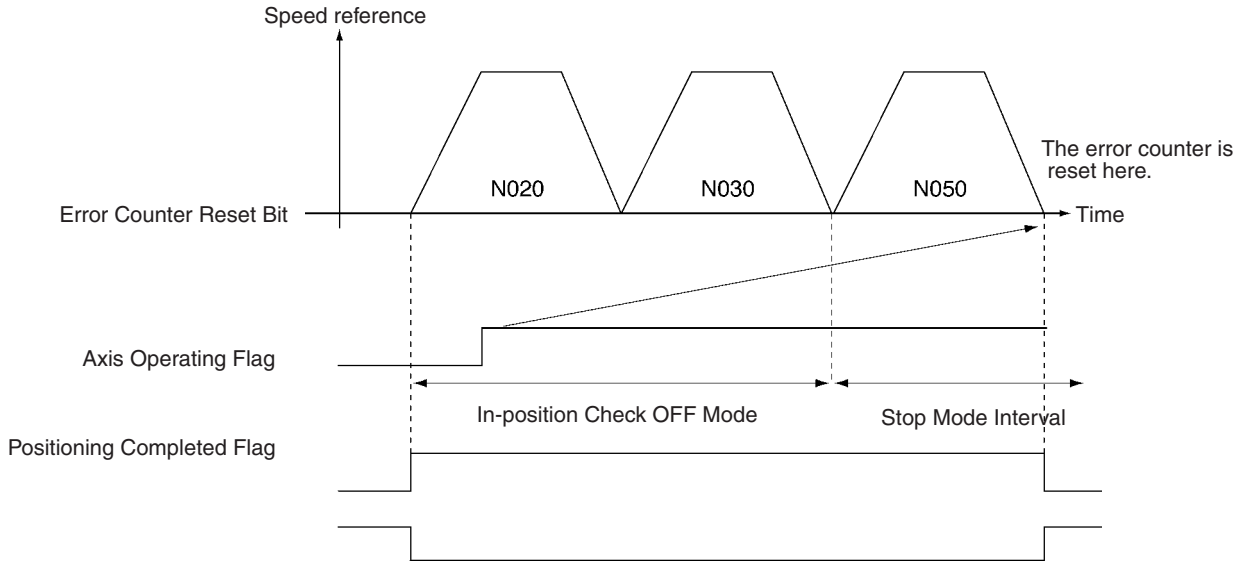 Speed reference
N020
N030
N050
The error counter is
reset here.
Error Counter Reset Bit
Time
Axis Operating Flag
In-position Check OFF Mode
Stop Mode Interval
Positioning Completed Flag